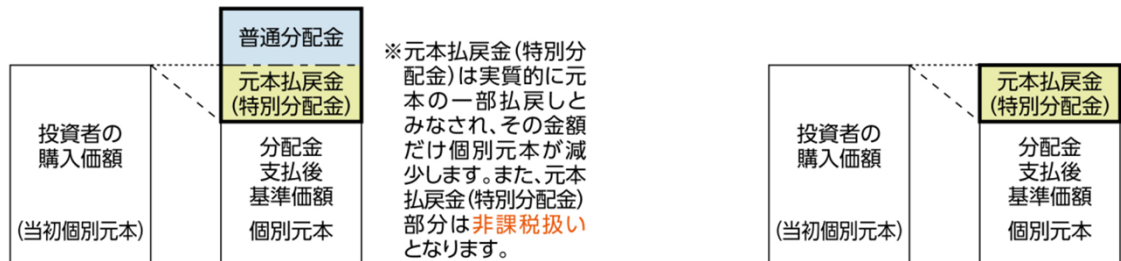 普通分配金
元本払戻金
(特別分配金)
投資者の
購入価額
(当初個別元本)
分配金
支払後
基準価額
個別元本
※元本払戻金(特別分
配金)は実質的に元
本の一部払戻しと
みなされ、その金額
だけ個別元本が減
少します。また、元本
払戻金(特別分配金)
部分は非課税扱い
となります。
投資者の
購入価額
(当初個別元本)
元本払戻金
(特別分配金)
分配金
支払後
基準価額
個別元本